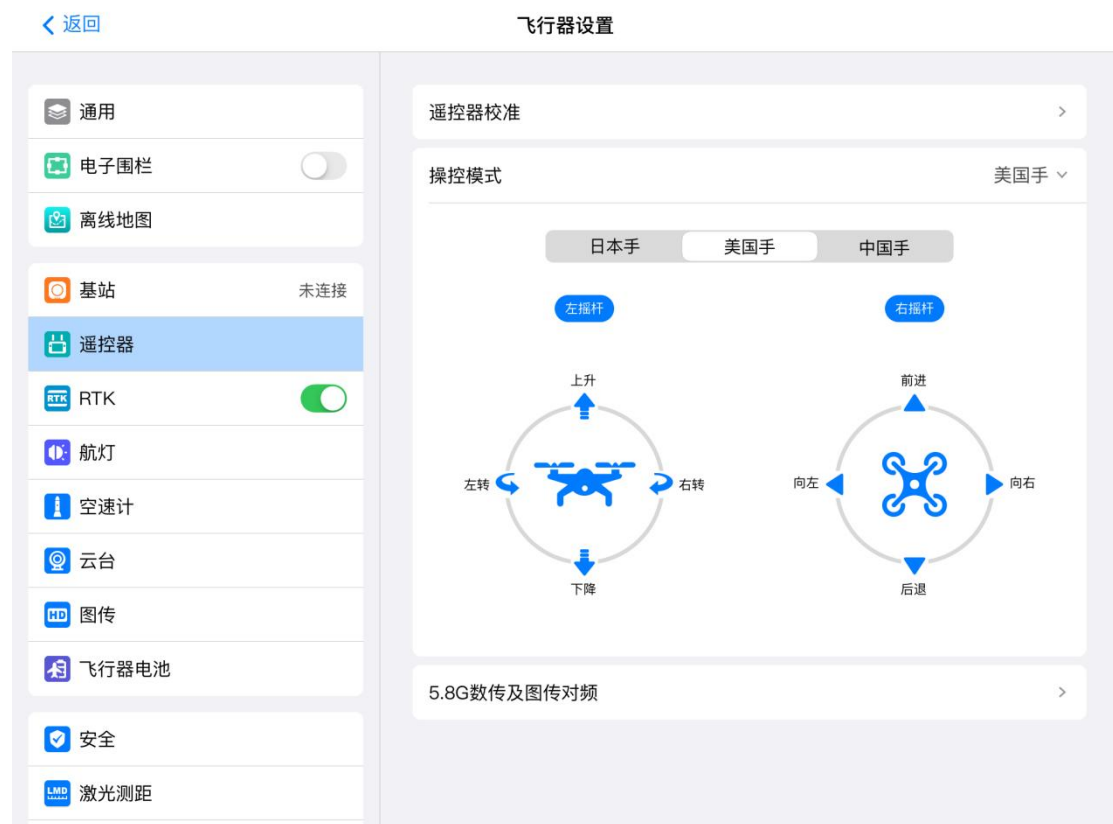 返回
飞行器设置
通用
电子围栏
离线地图
基站 未连接
遥控器
RTK RTK
航灯
空速计
云台
HD 图传
飞行器电池
安全
LMD 激光测距
遥控器校准
操控模式 美国手
日本手 美国手 中国手
左摇杆 右摇杆
上升 前进
左转 右转 向左 向右
下降 后退
5.8G数传及图传对频